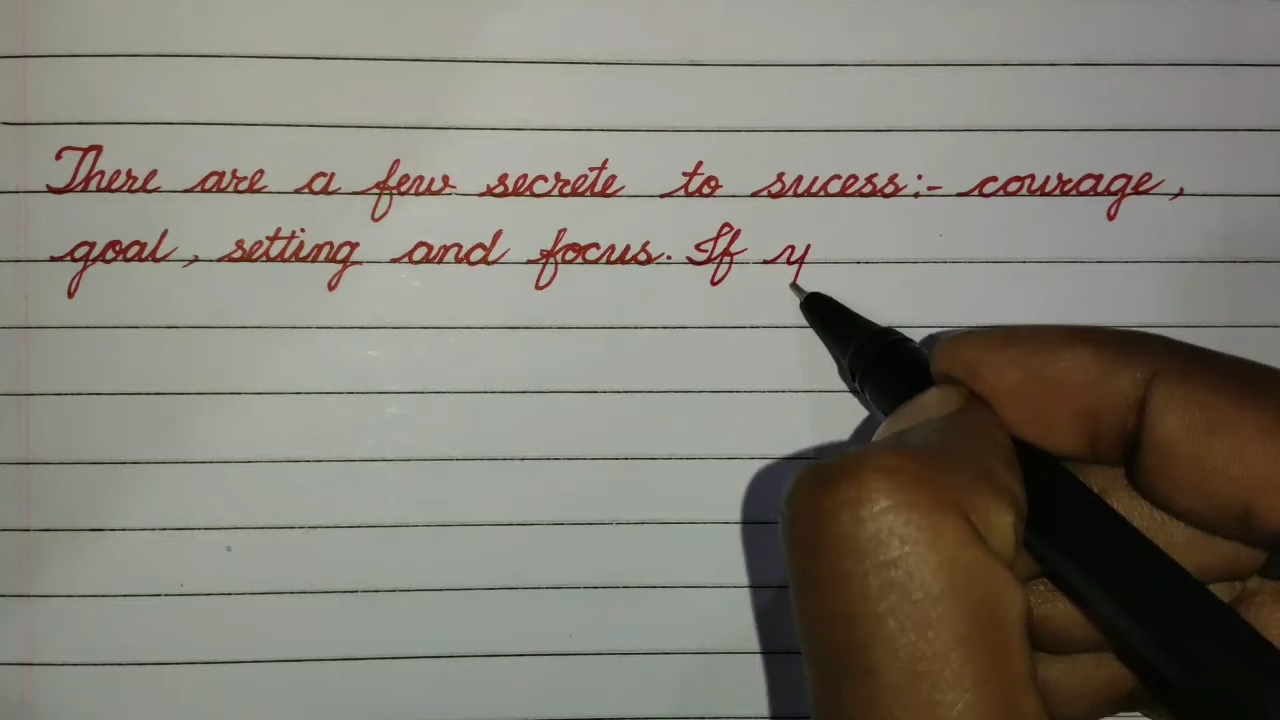 There are a few secrete to sucess:- courage,
goal, setting and focus. If y